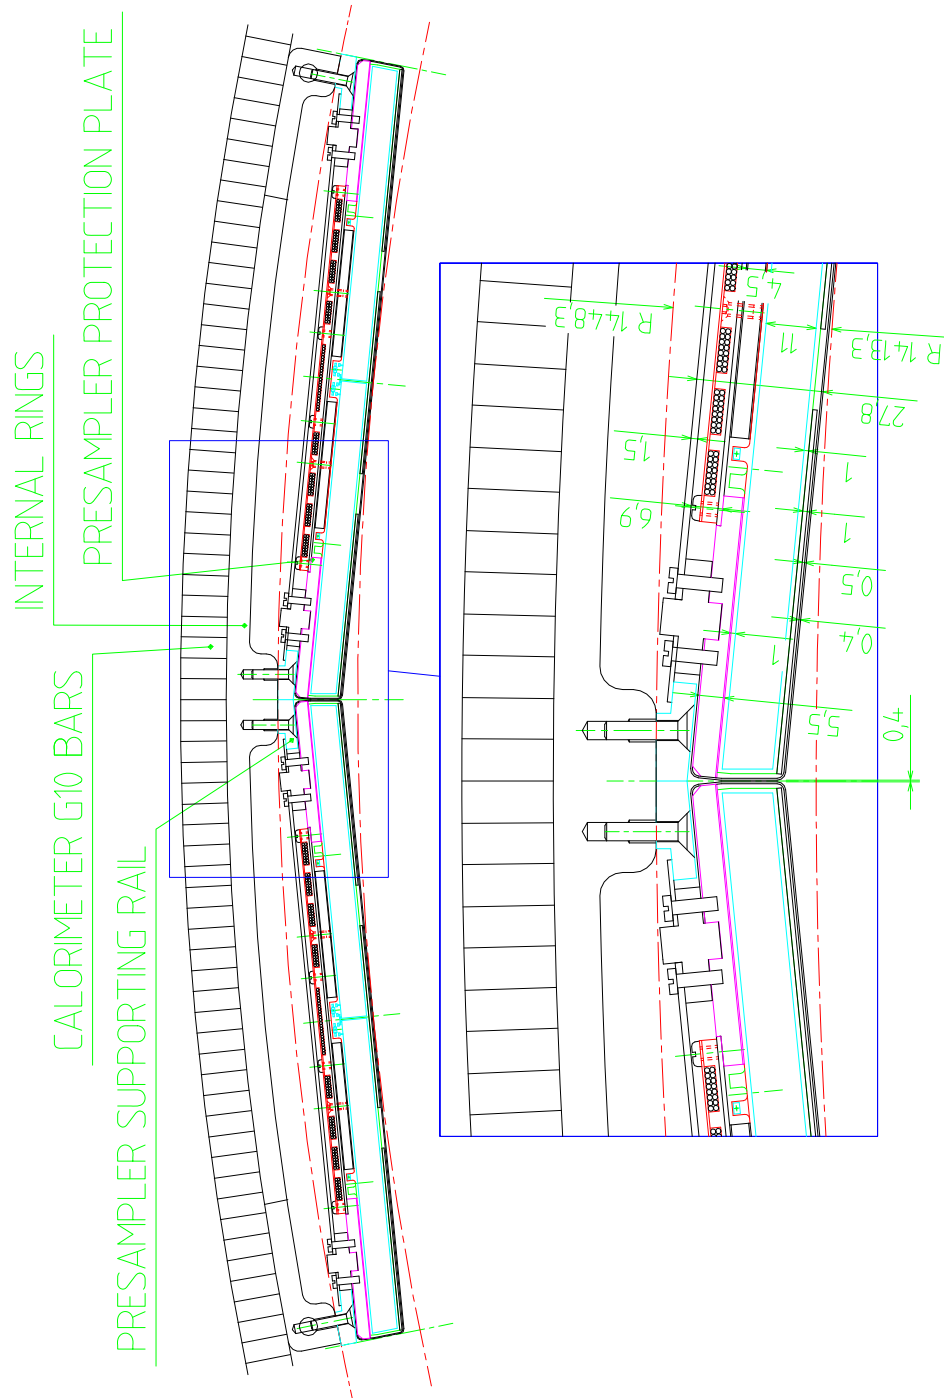 INTERNAL RINGS
PRESAMPLER PROTECTION PLATE
CALORIMETER G10 BARS
PRESAMPLER SUPPORTING RAIL
4,5
R 1448,3
11
R 1413,3
27,8
1,5
1
6,9
1
0,5
0,4
1
5,5
0,4